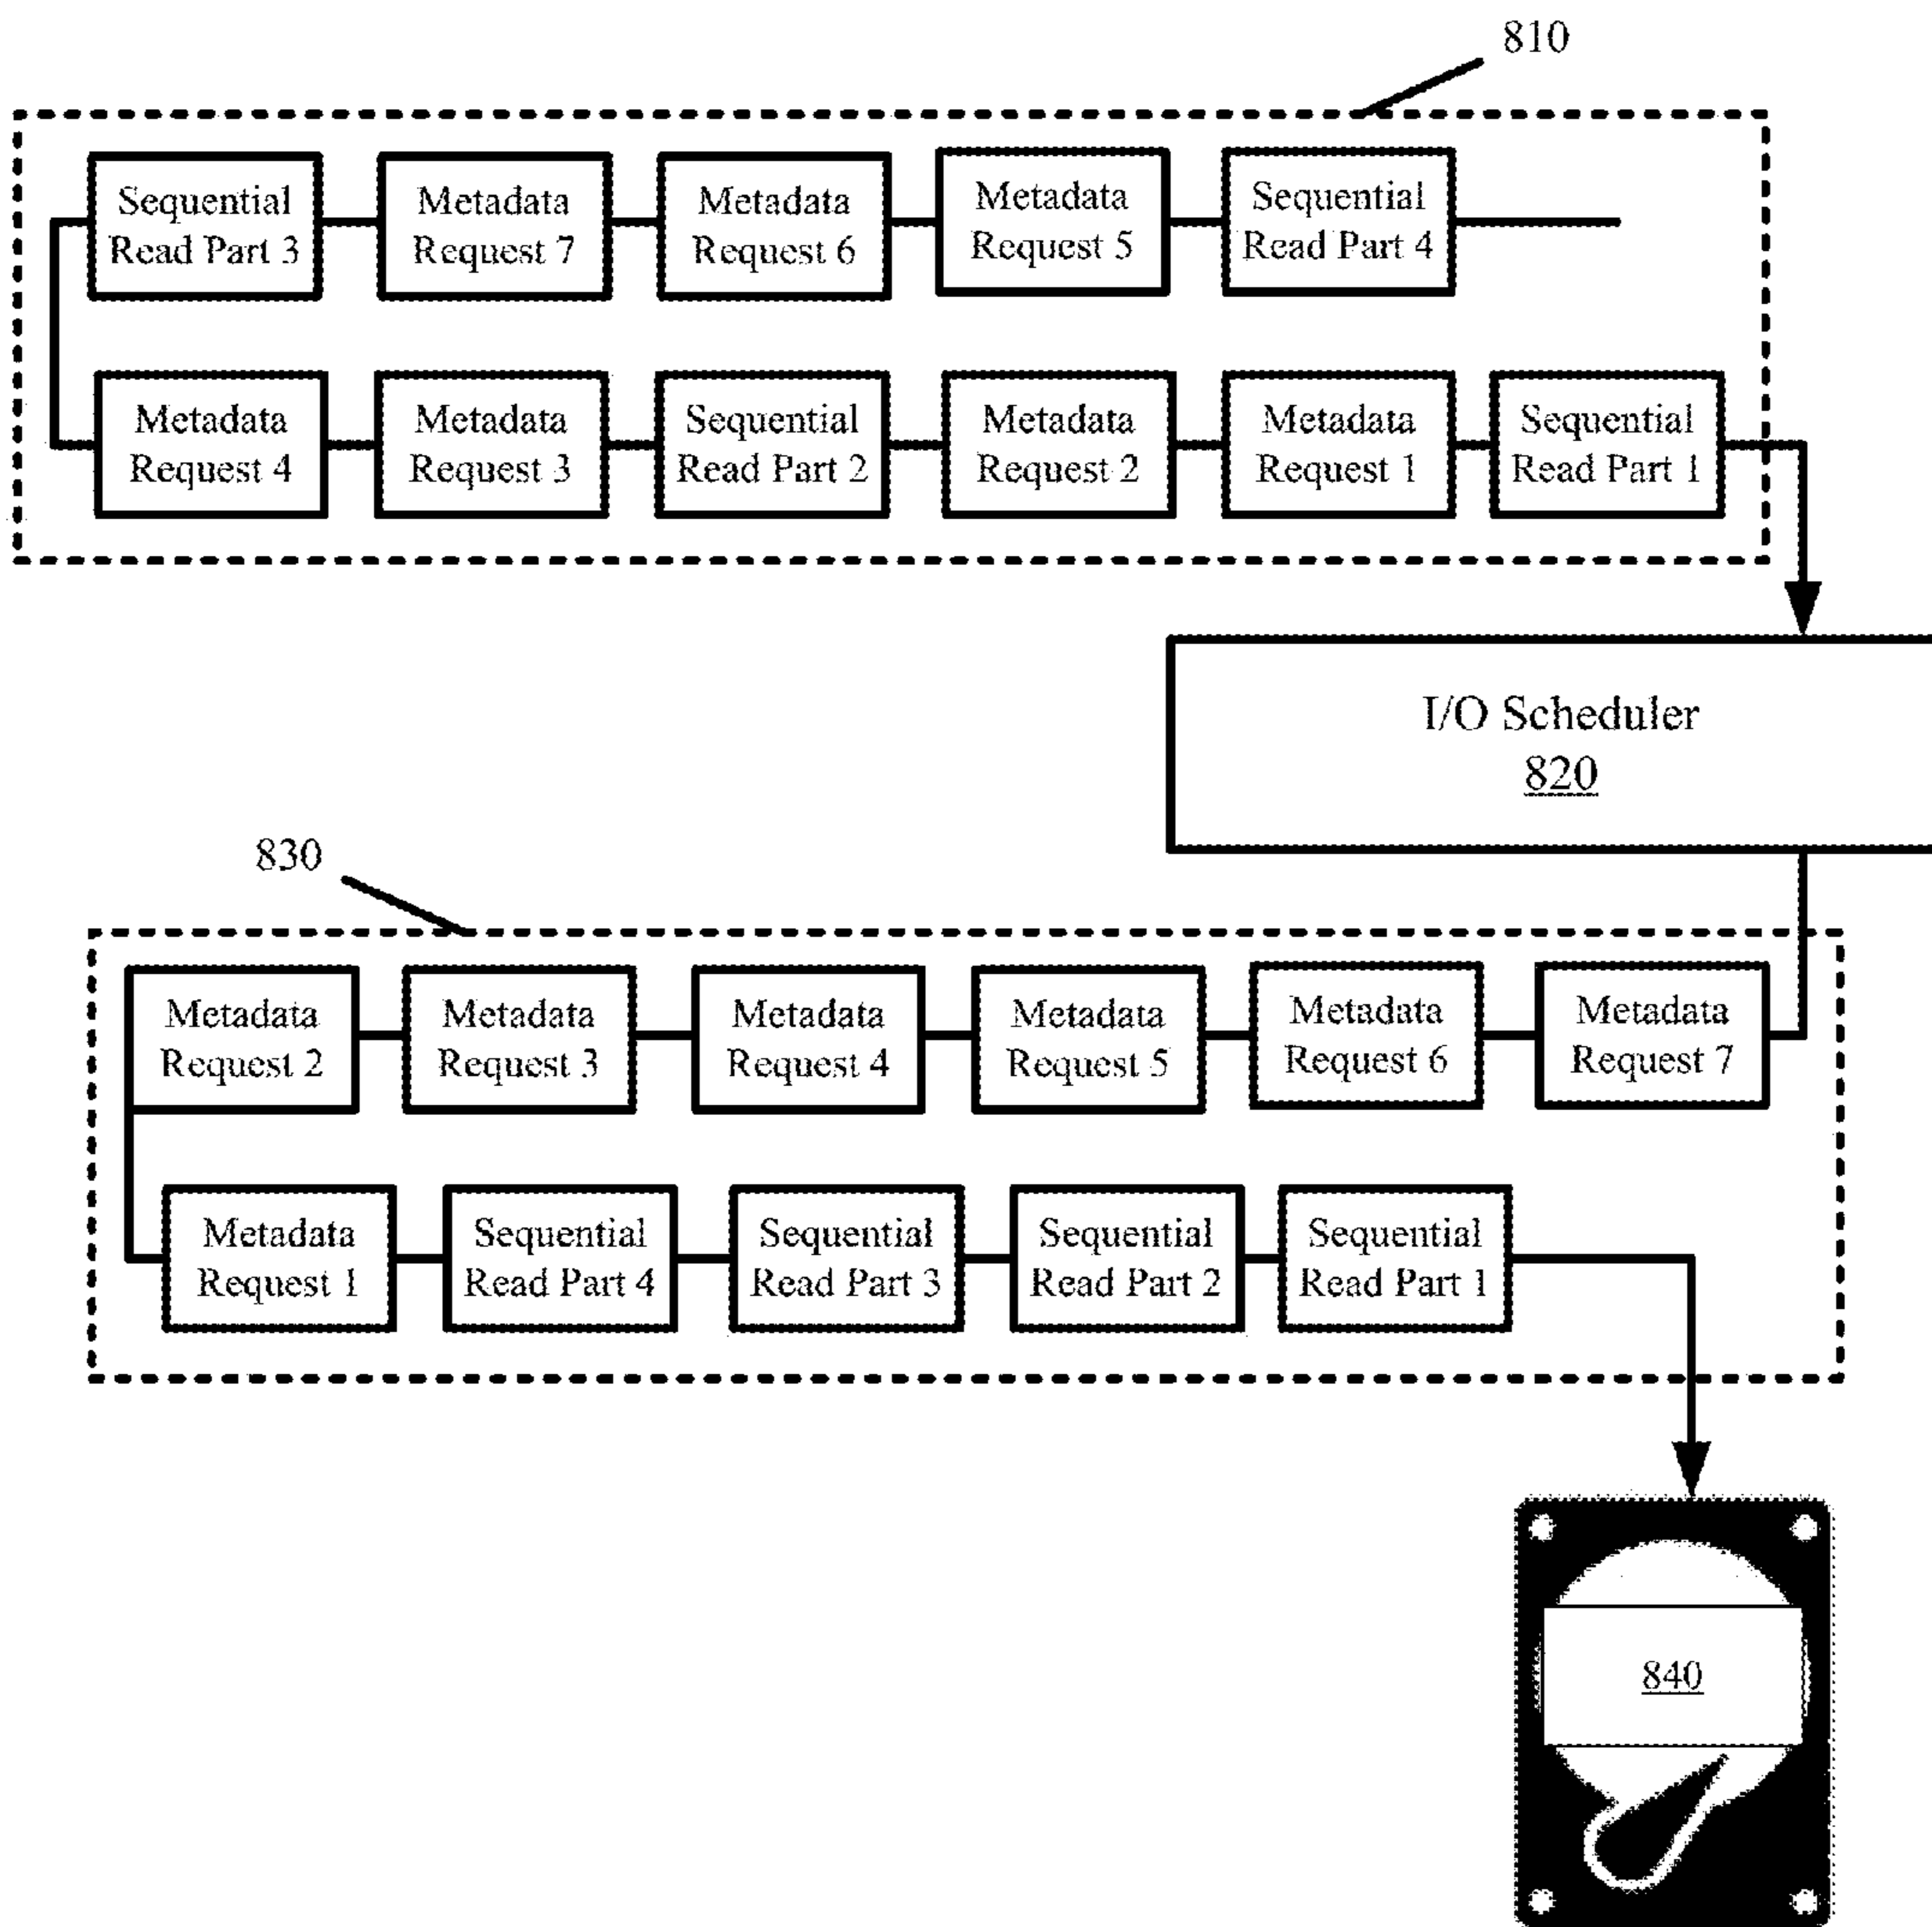 810
Sequential
Read Part 3
Metadata
Request 7
Metadata
Request 6
Metadata
Request 5
Sequential
Read Part 4
Metadata
Request 4
Metadata
Request 3
Sequential
Read Part 2
Metadata
Request 2
Metadata
Request 1
Sequential
Read Part 1
I/O Scheduler
820
830
Metadata
Request 2
Metadata
Request 3
Metadata
Request 4
Metadata
Request 5
Metadata
Request 6
Metadata
Request 7
Metadata
Request 1
Sequential
Read Part 4
Sequential
Read Part 3
Sequential
Read Part 2
Sequential
Read Part 1
840